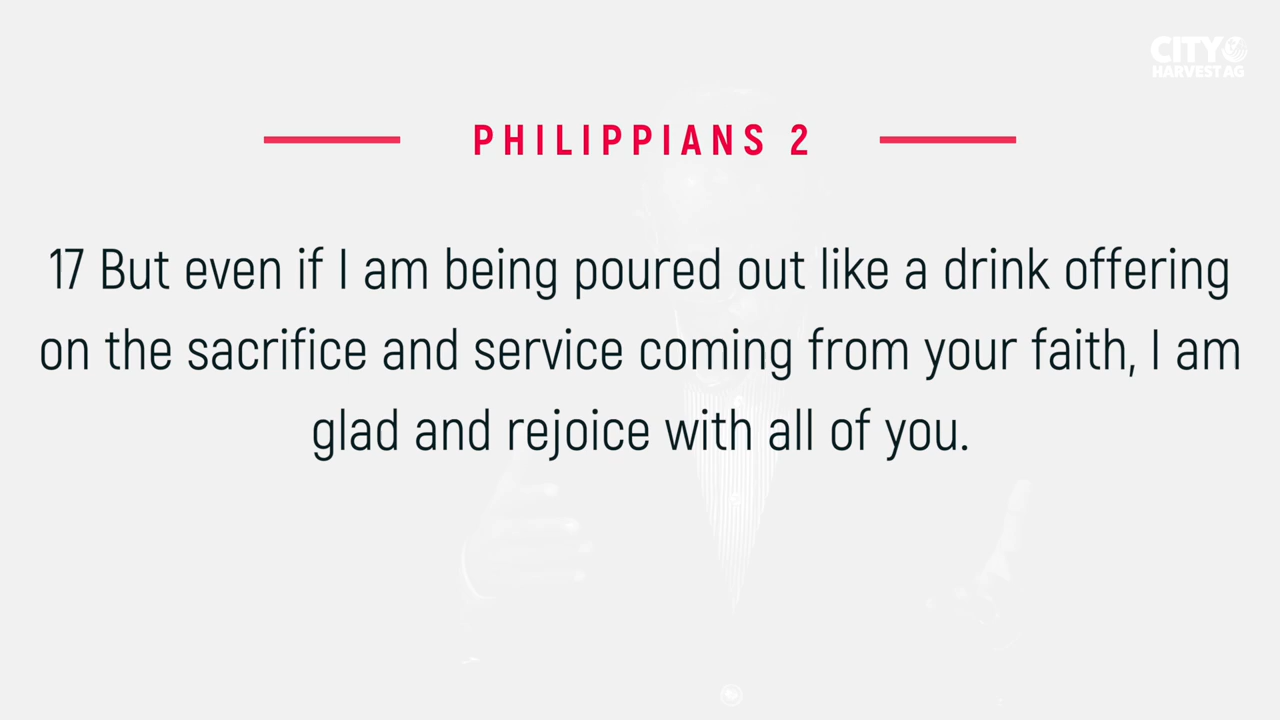 CITY
HARVEST AG
PHILIPPIANS 2
17 But even if I am being poured out like a drink offering
on the sacrifice and service coming from your faith, I am
glad and rejoice with all of you.